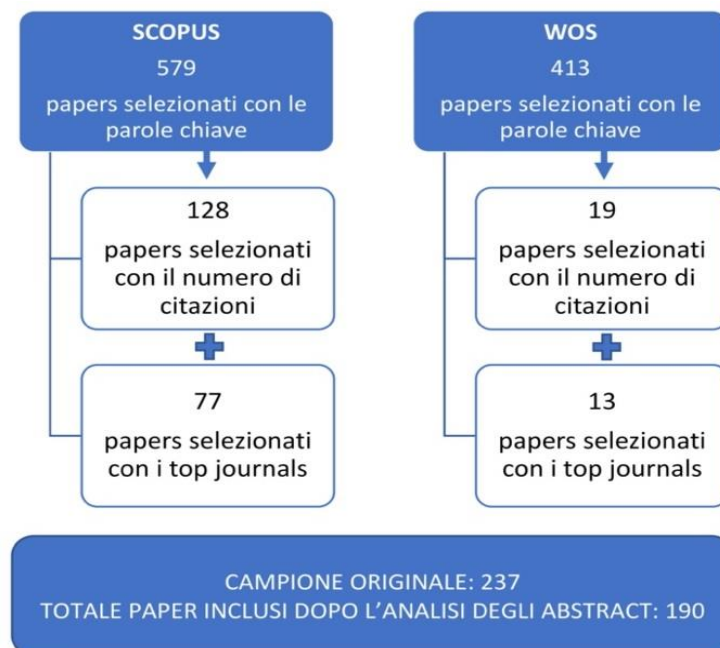 SCOPUS
579
papers selezionati con le
parole chiave
128
papers selezionati
con il numero di
citazioni
77
papers selezionati
con i top journals
WOS
413
papers selezionati con le
parole chiave
19
papers selezionati
con il numero di
citazioni
13
papers selezionati
con i top journals
CAMPIONE ORIGINALE: 237
TOTALE PAPER INCLUSI DOPO L'ANALISI DEGLI ABSTRACT: 190